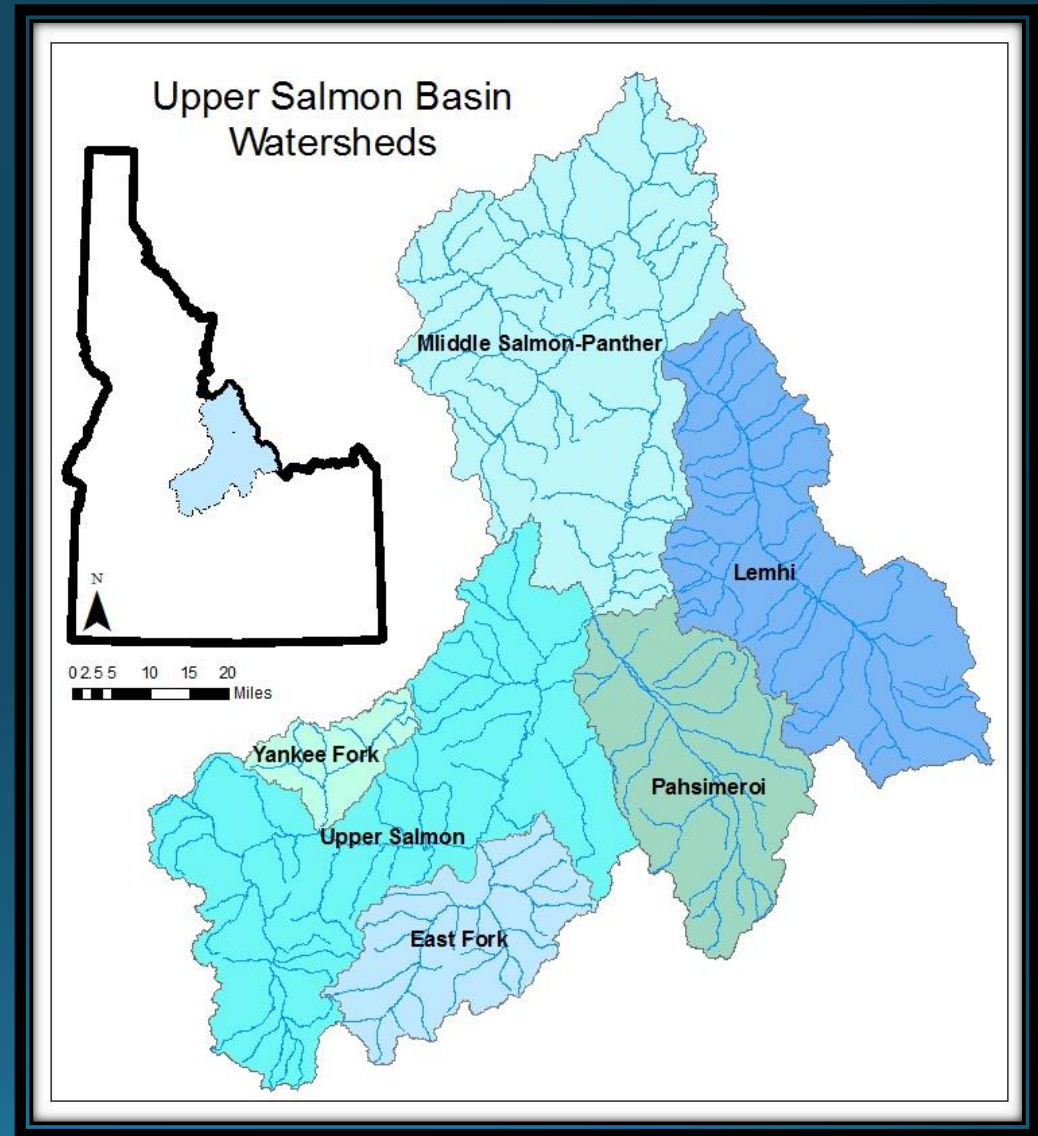 Upper Salmon Basin
Watersheds
Mliddle Salmon-Panther
Lemhi
N
0 2.5 5 10 15 20
Miles
Yankee Fork
Pahsimeroi
Upper Salmon
East Fork